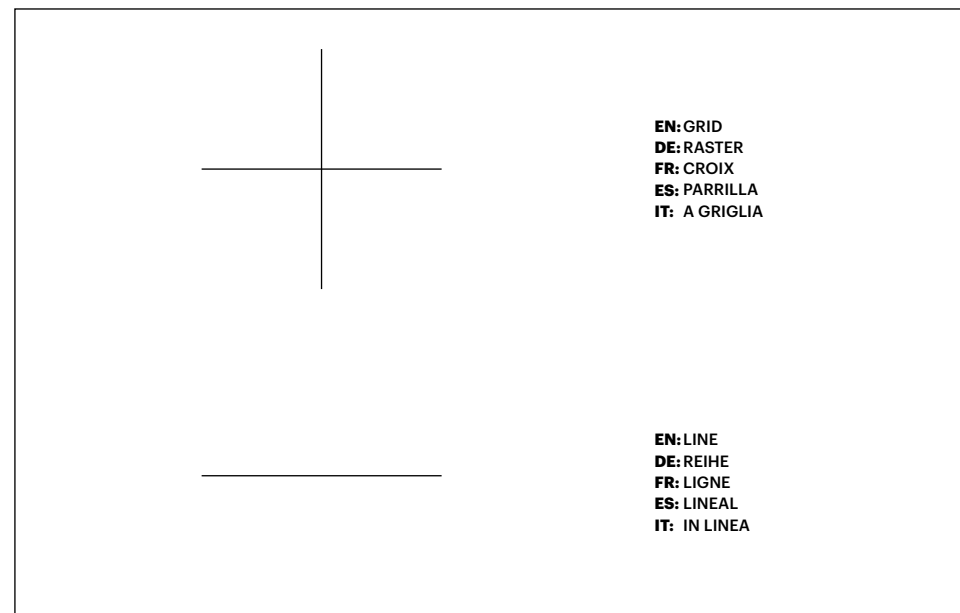 EN: GRID
DE: RASTER
FR: CROIX
ES: PARRILLA
IT: A GRIGLIA
EN: LINE
DE: REIHE
FR: LIGNE
ES: LINEAL
IT: IN LINEA